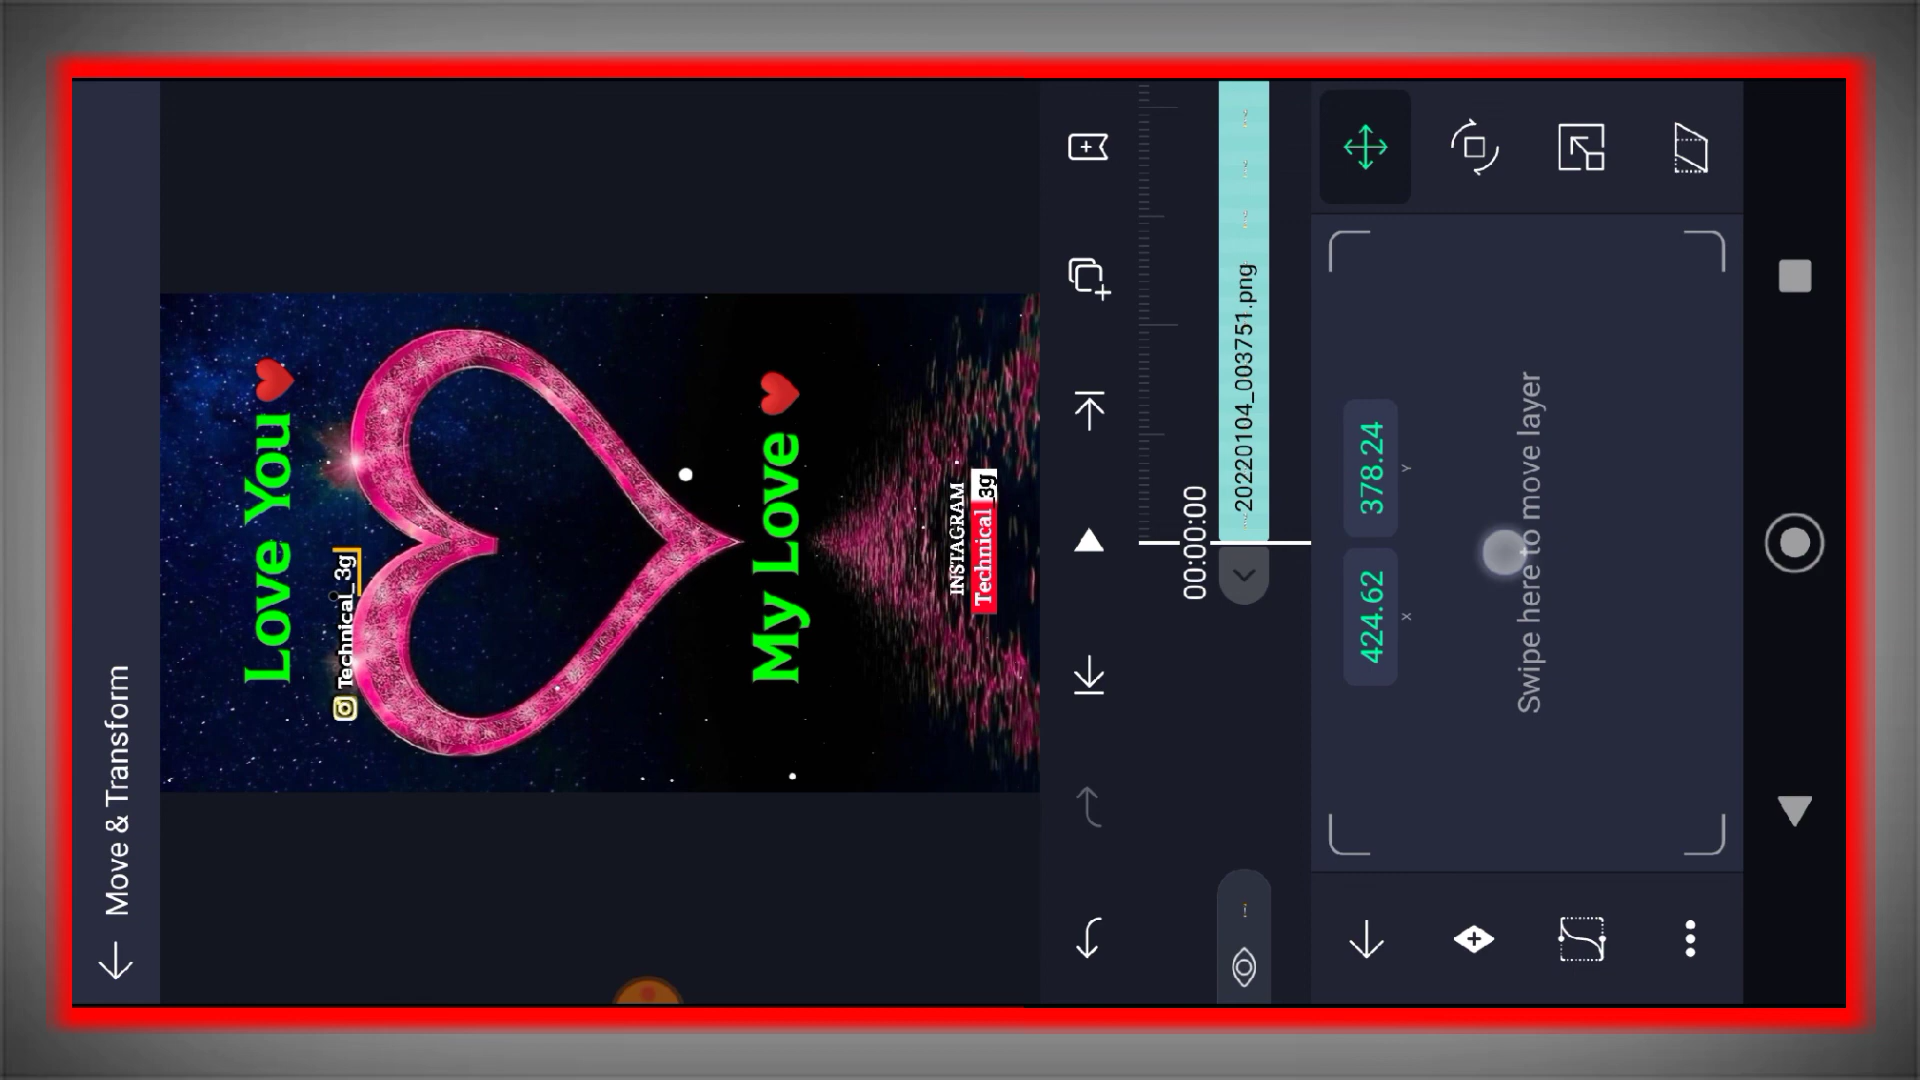 Move & Transform
Love You
Technical_3g
My Love
INSTAGRAM
Technical_3g
00:00:00
20220104_003751.png
424.62
378.24
X
Y
Swipe here to move layer